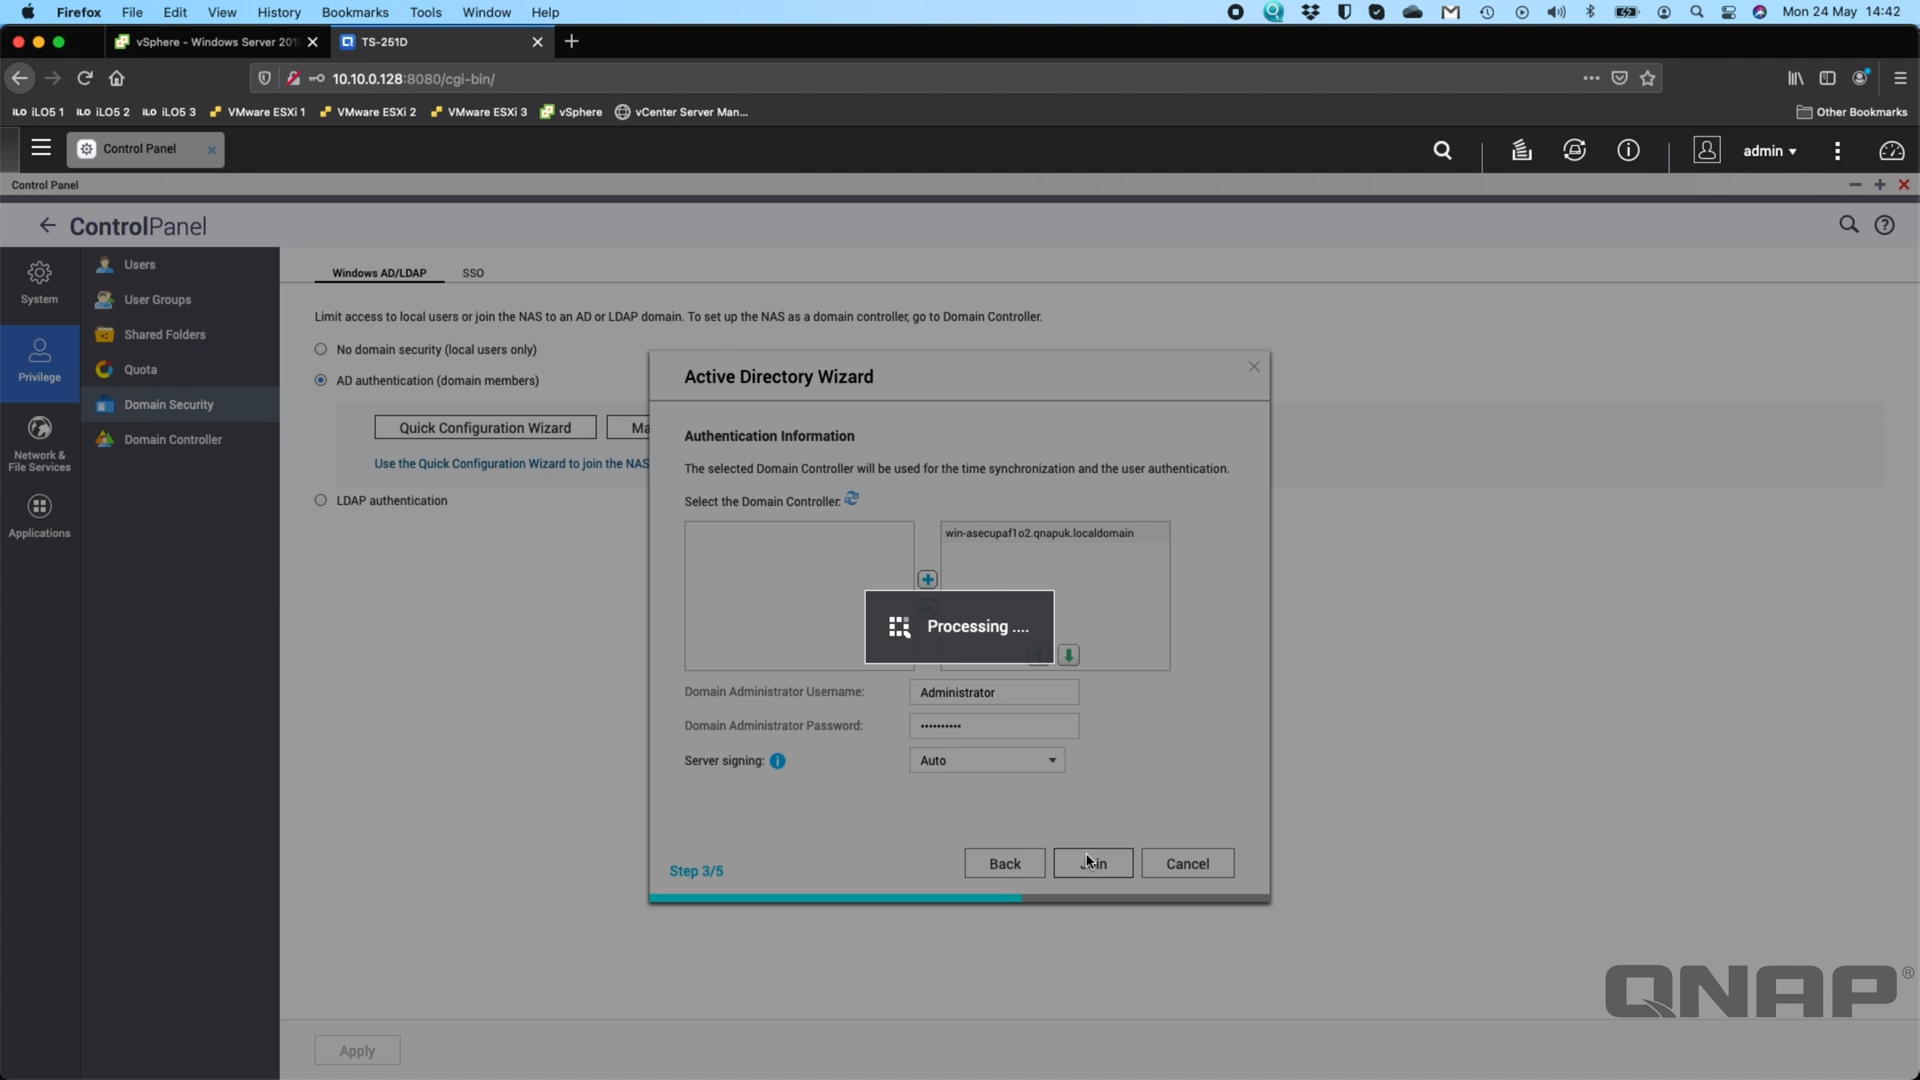 Firefox File Edit View History Bookmarks Tools Window Help Mon 24 May 14:42
vSphere - Windows Server 201 TS-251D
10.10.0.128:8080/cgi-bin/
iLO iLO5 1 iLO iLO5 2 iLO iLO5 3 VMware ESXi 1 VMware ESXi 2 VMware ESXi 3 vSphere vCenter Server Man... Other Bookmarks
Control Panel admin
Control Panel
ControlPanel
System
Privilege
Network &
File Services
Applications
Users
User Groups
Shared Folders
Quota
Domain Security
Domain Controller
Windows AD/LDAP SSO
Limit access to local users or join the NAS to an AD or LDAP domain. To set up the NAS as a domain controller, go to Domain Controller.
No domain security (local users only)
AD authentication (domain members)
Quick Configuration Wizard Ma
Use the Quick Configuration Wizard to join the NAS
LDAP authentication
Apply
Active Directory Wizard
Authentication Information
The selected Domain Controller will be used for the time synchronization and the user authentication.
Select the Domain Controller:
win-asecupaf1o2.qnapuk.localdomain
Processing ....
Domain Administrator Username: Administrator
Domain Administrator Password: ••••••••••
Server signing: Auto
Step 3/5
Back Join Cancel
QNAP®